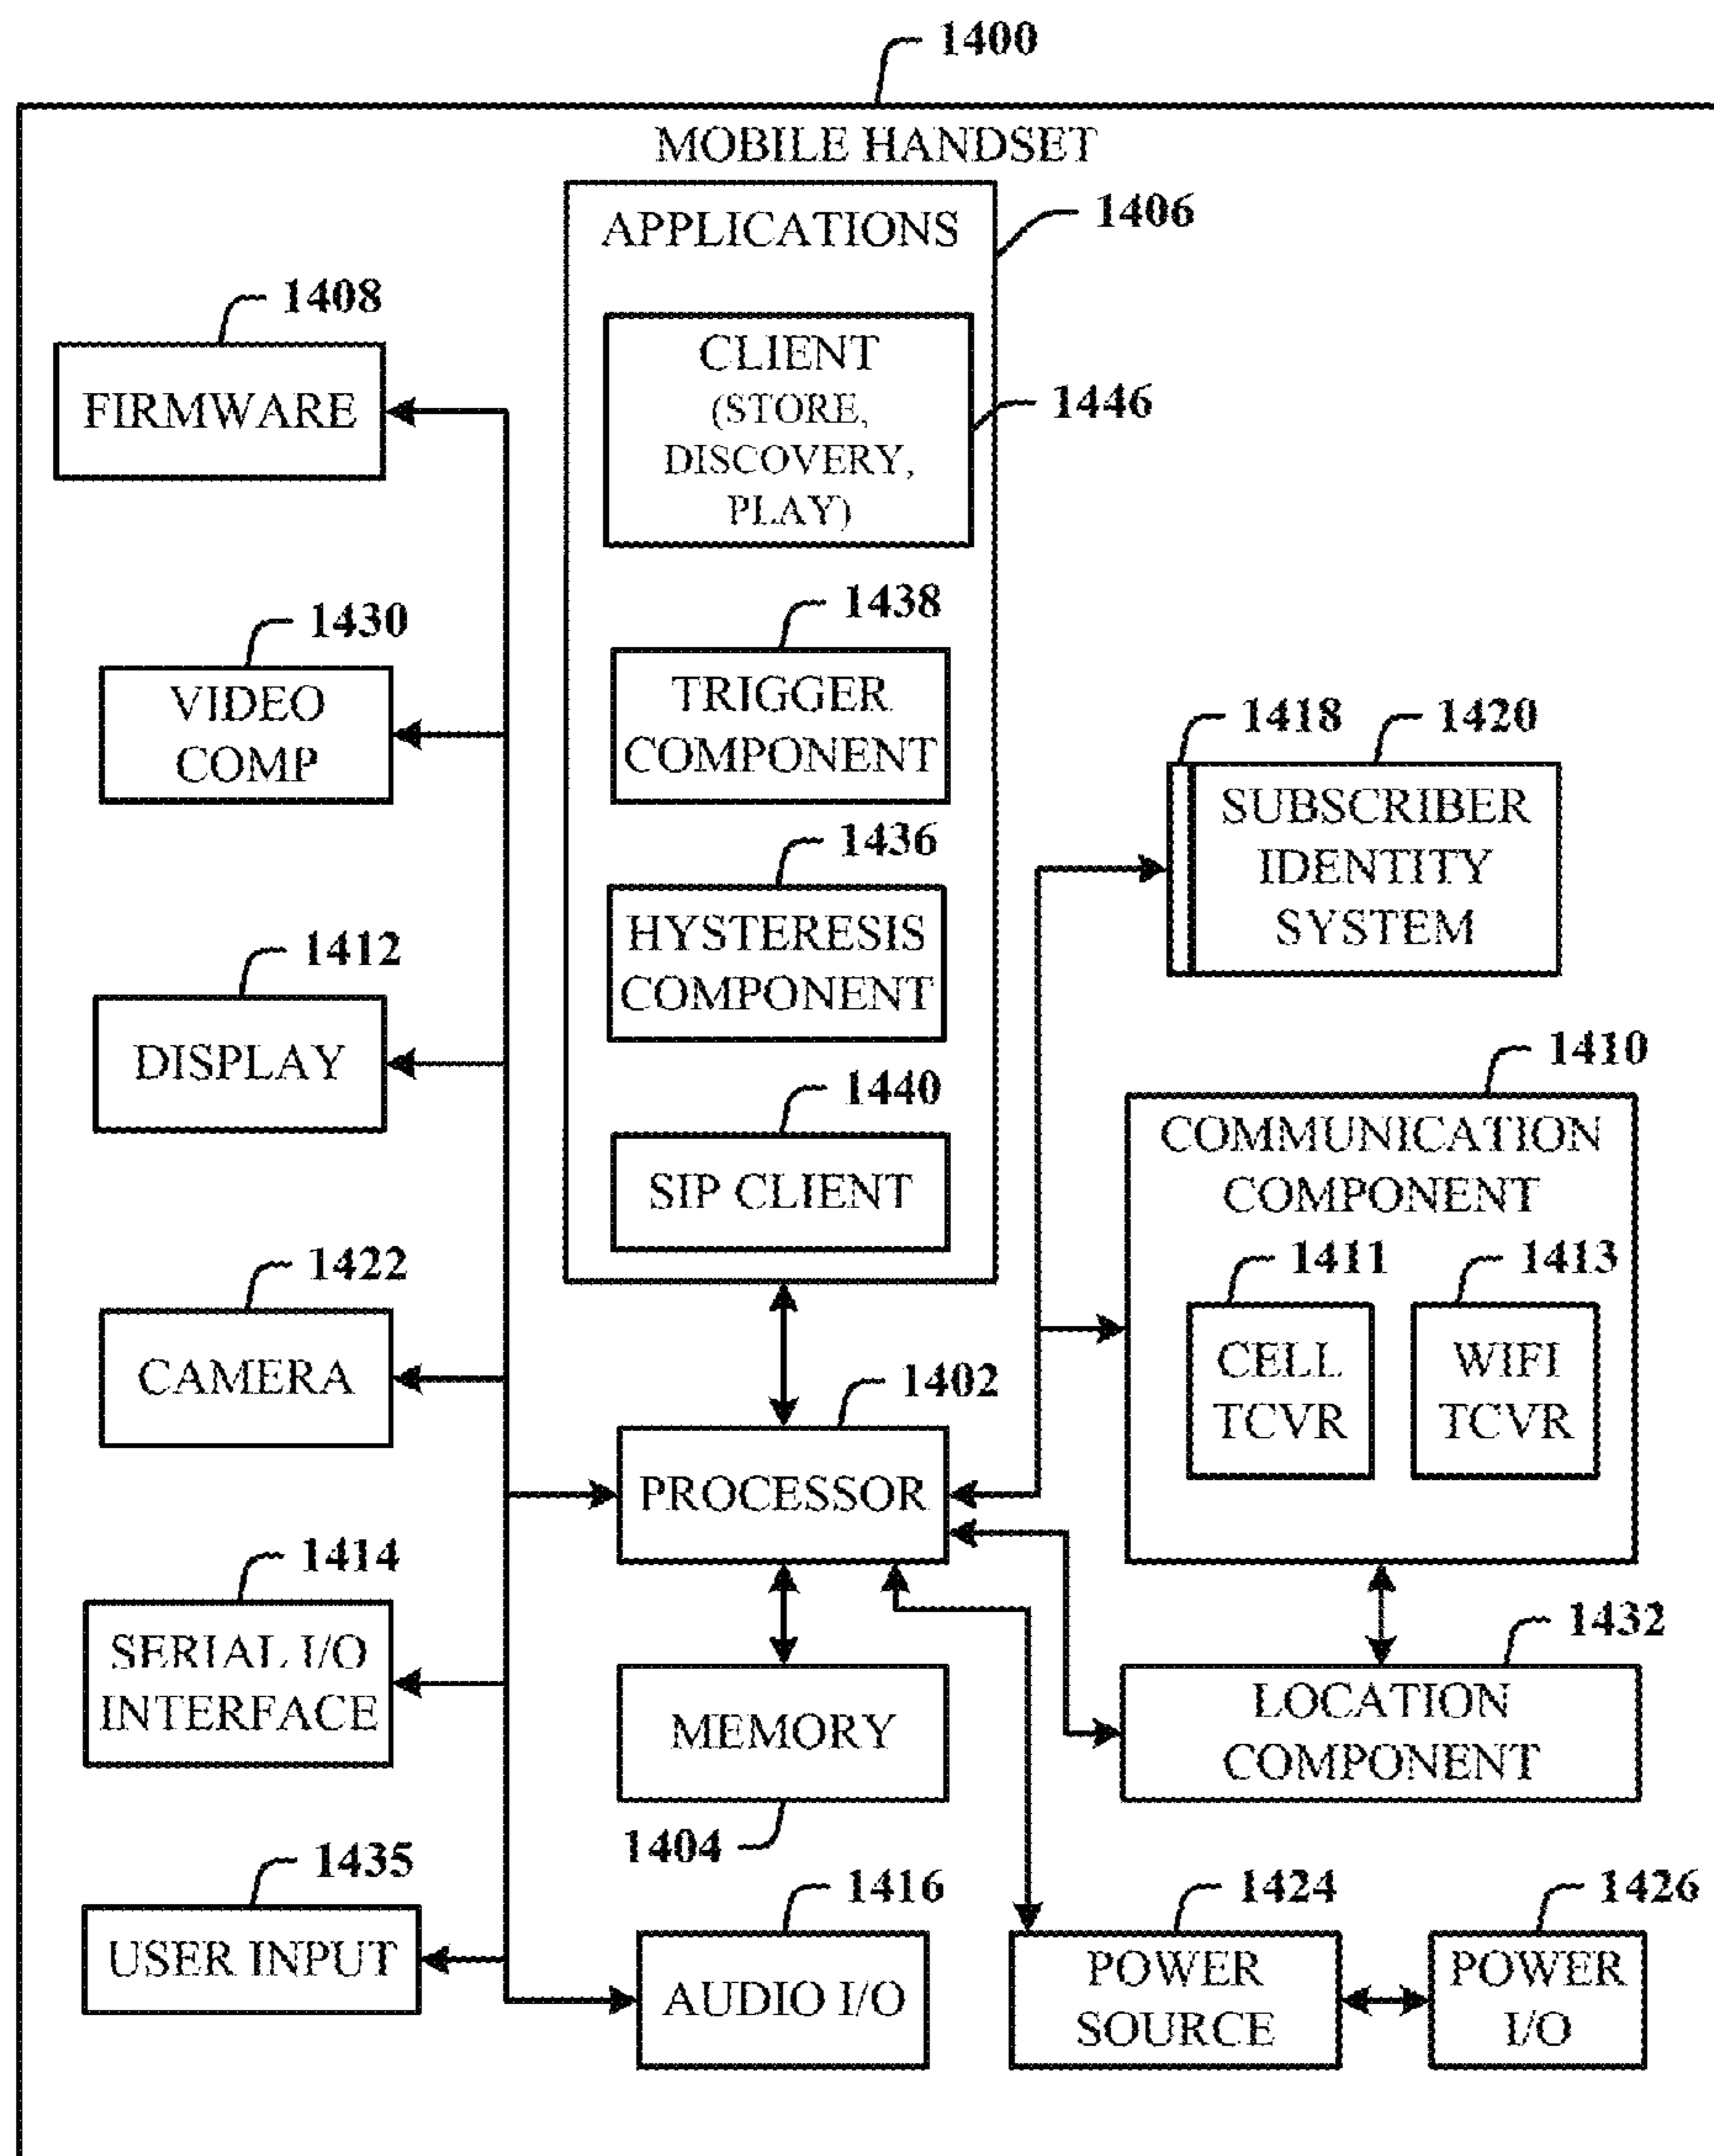 1400
MOBILE HANDSET
APPLICATIONS
1406
CLIENT
(STORE,
DISCOVERY,
PLAY)
1446
1438
TRIGGER
COMPONENT
1436
HYSTERESIS
COMPONENT
1440
SIP CLIENT
1408
FIRMWARE
1430
VIDEO
COMP
1412
DISPLAY
1422
CAMERA
1414
SERIAL I/O
INTERFACE
1435
USER INPUT
1402
PROCESSOR
MEMORY
1404
1416
AUDIO I/O
1418
1420
SUBSCRIBER
IDENTITY
SYSTEM
1410
COMMUNICATION
COMPONENT
1411
CELL
TCVR
1413
WIFI
TCVR
1432
LOCATION
COMPONENT
1424
POWER
SOURCE
1426
POWER
I/O